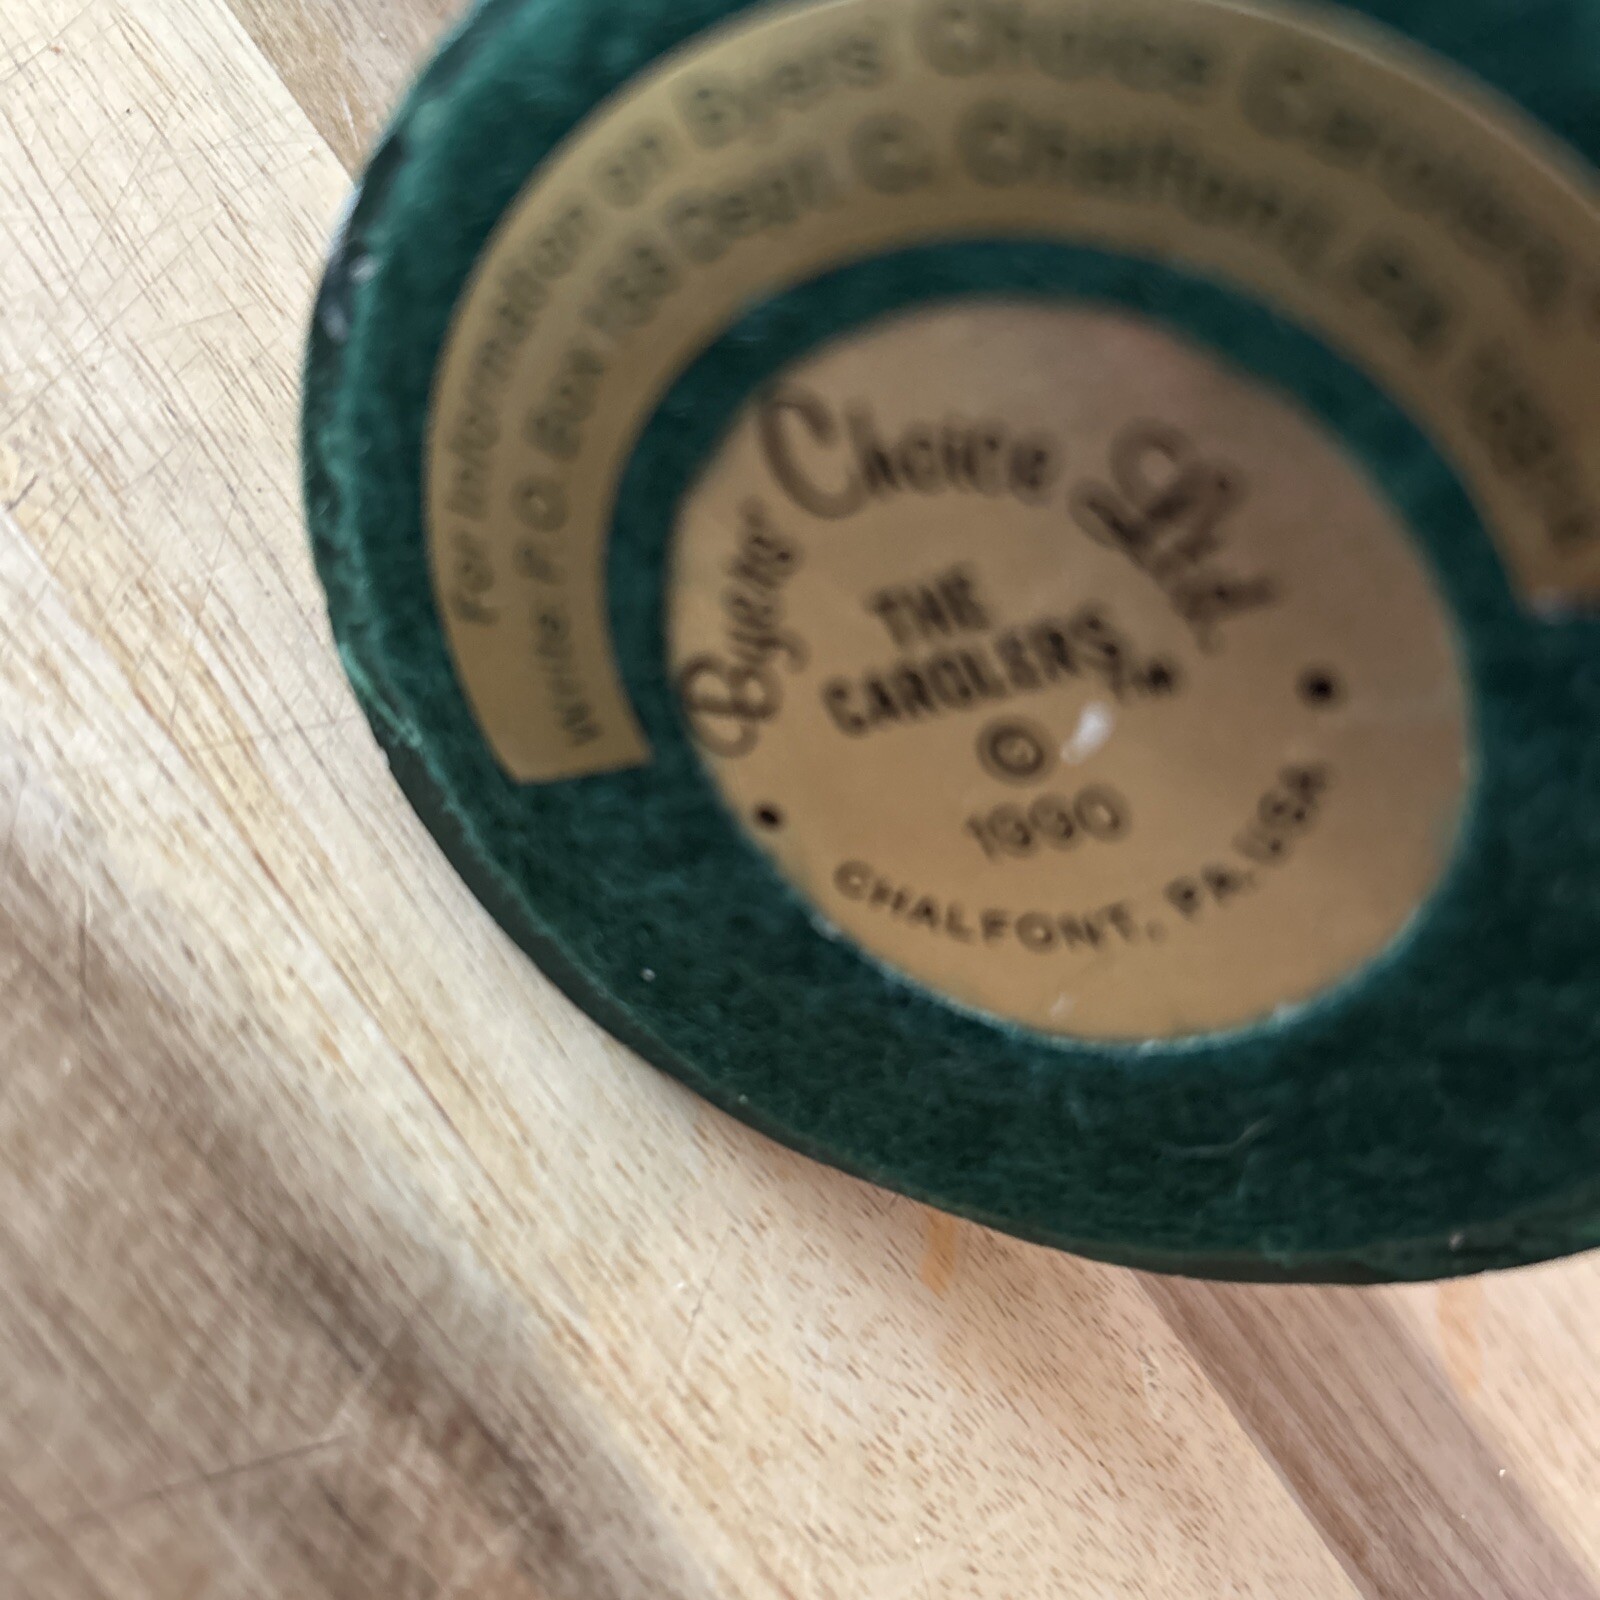 For Information on Byers Choice Carolers
Write P.O. Box 158 Dept C. Chalfont, Pa
Byers' Choice Ltd.
THE
CAROLERS TM
©
1990
• CHALFONT, PA, USA •